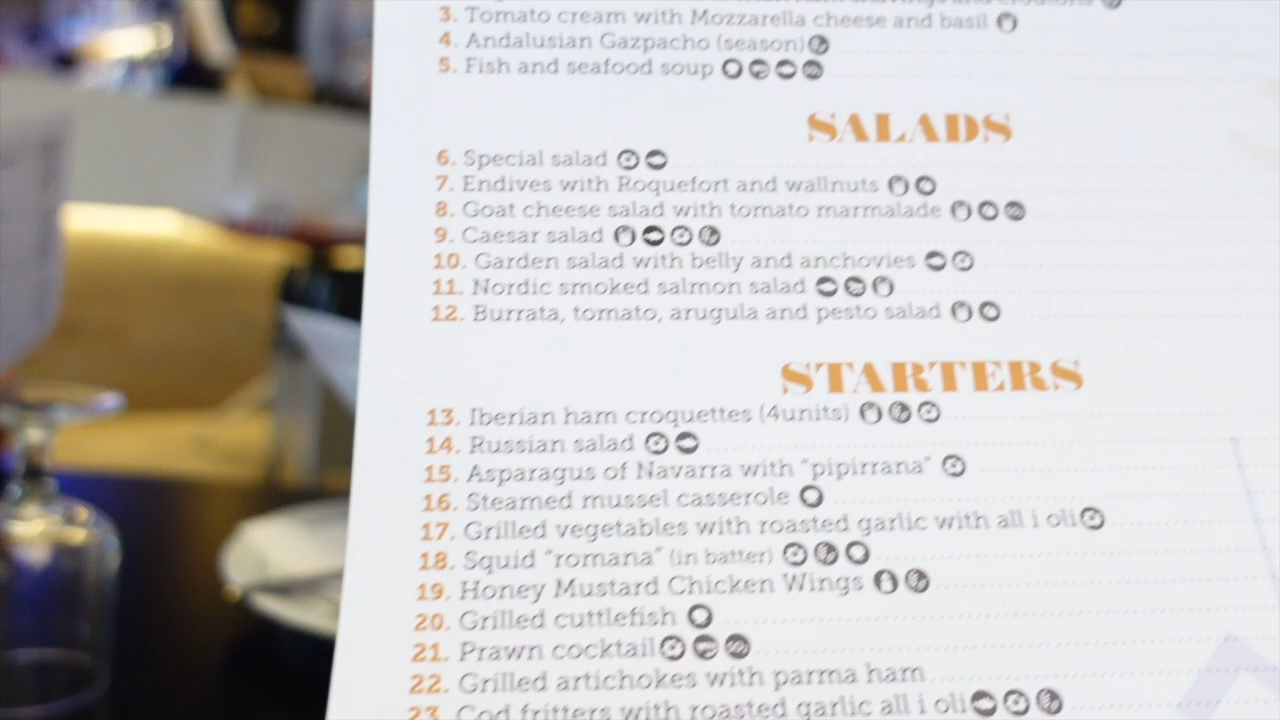 3. Tomato cream with Mozzarella cheese and basil
4. Andalusian Gazpacho (season)
5. Fish and seafood soup
SALADS
6. Special salad
7. Endives with Roquefort and wallnuts
8. Goat cheese salad with tomato marmalade
9. Caesar salad
10. Garden salad with belly and anchovies
11. Nordic smoked salmon salad
12. Burrata, tomato, arugula and pesto salad
STARTERS
13. Iberian ham croquettes (4units)
14. Russian salad
15. Asparagus of Navarra with "pipirrana"
16. Steamed mussel casserole
17. Grilled vegetables with roasted garlic with all i oli
18. Squid "romana" (in batter)
19. Honey Mustard Chicken Wings
20. Grilled cuttlefish
21. Prawn cocktail
22. Grilled artichokes with parma ham
23. Cod fritters with roasted garlic all i oli